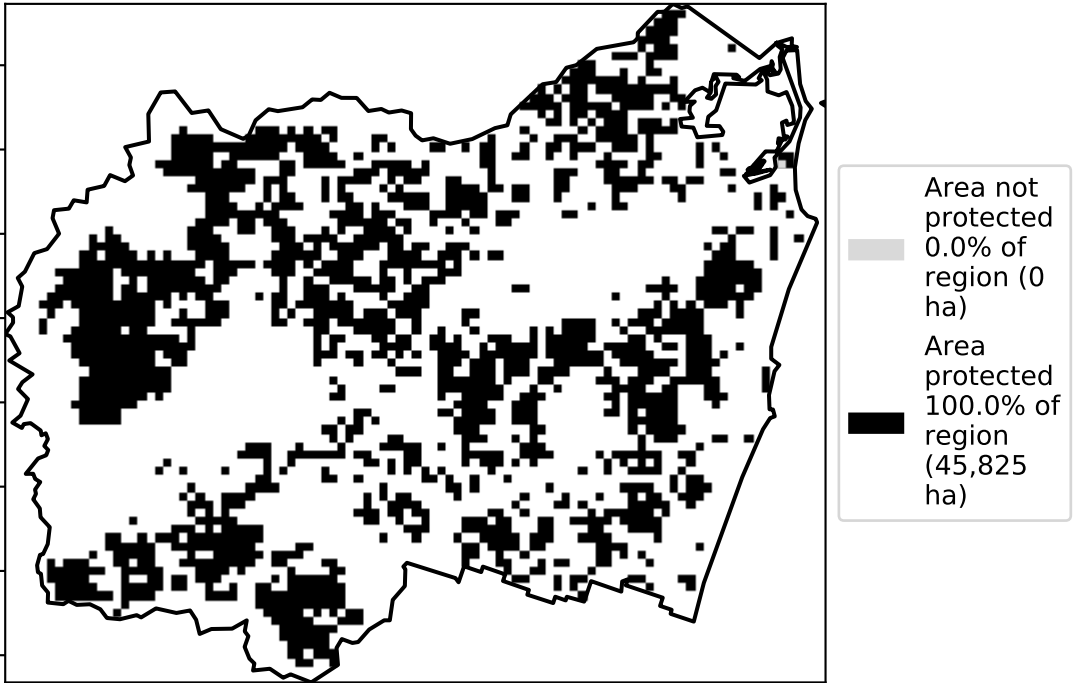 Area not
protected
0.0% of
region (0
ha)
Area
protected
100.0% of
region
(45,825
ha)